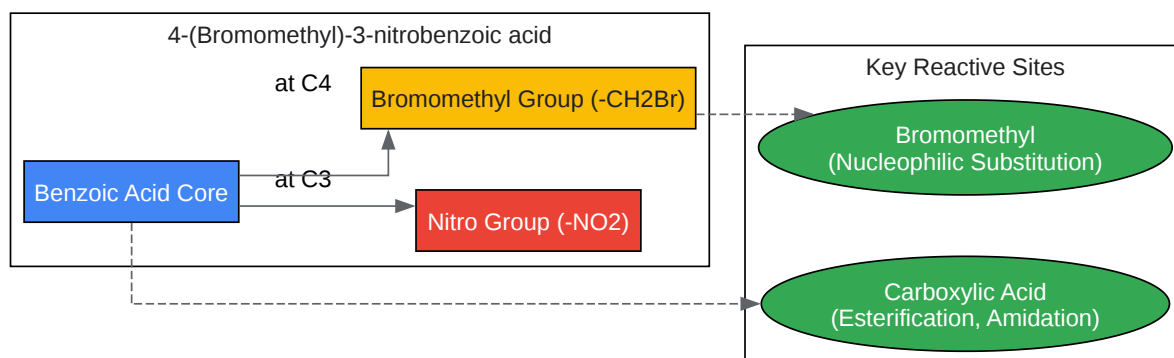 4-(Bromomethyl)-3-nitrobenzoic acid
at C4
Bromomethyl Group (-CH2Br)
Benzoic Acid Core
at C3
Nitro Group (-NO2)
Key Reactive Sites
Bromomethyl
(Nucleophilic Substitution)
Carboxylic Acid
(Esterification, Amidation)